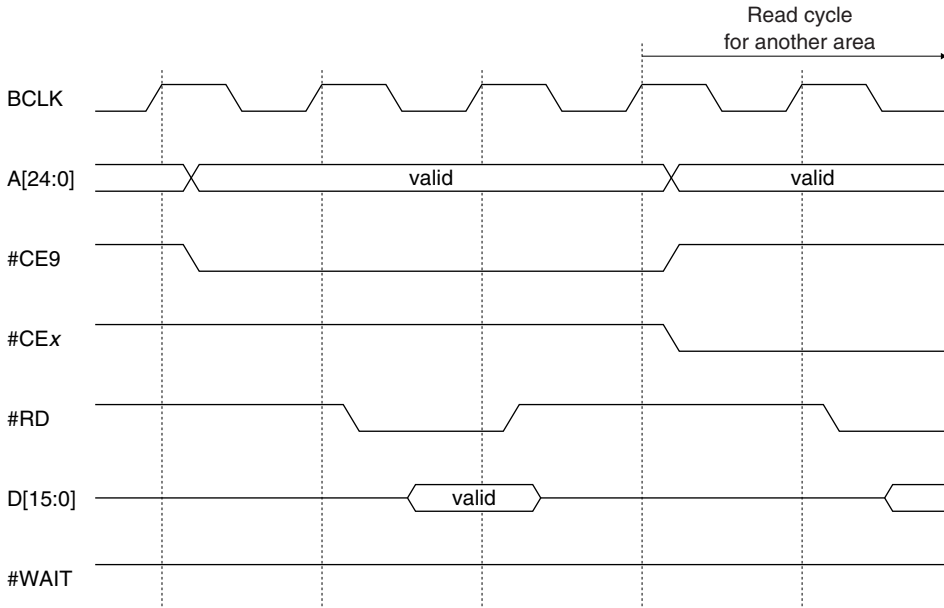 Read cycle
for another area
BCLK
A[24:0]
valid
valid
#CE9
#CEx
#RD
D[15:0]
valid
#WAIT